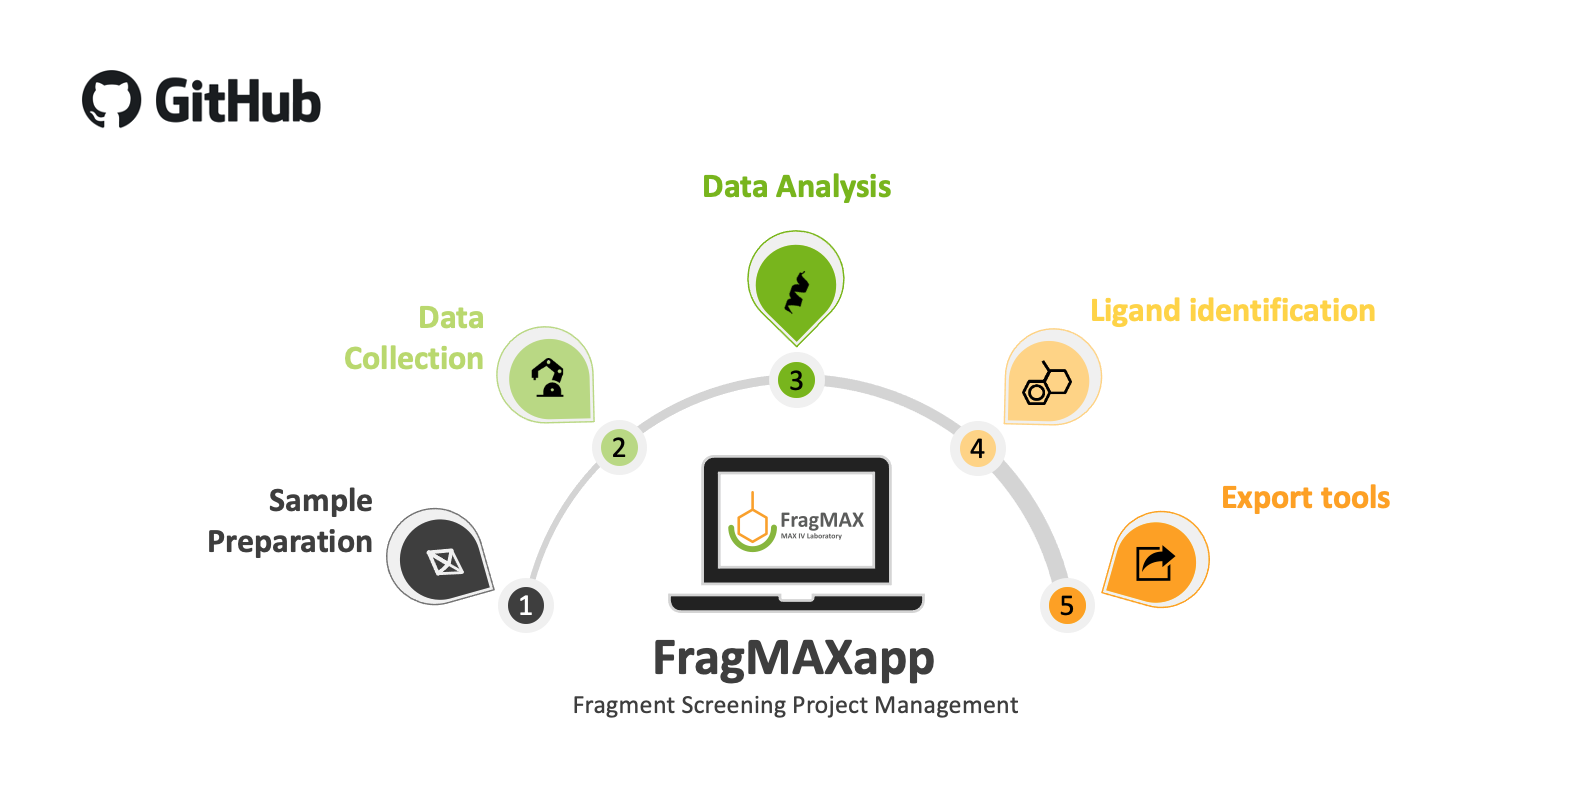 GitHub
Data Analysis
3
Data
Collection
2
Ligand identification
4
Sample
Preparation
1
Export tools
5
FragMAX
MAX IV Laboratory
FragMAXapp
Fragment Screening Project Management